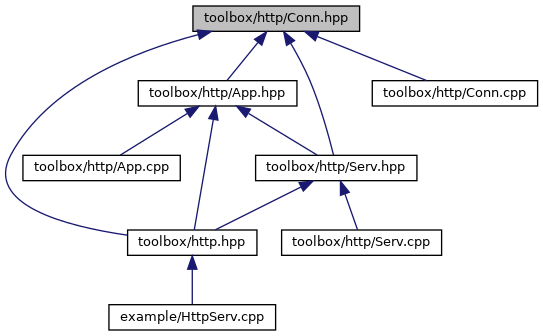 toolbox/http/Conn.hpp
toolbox/http/App.hpp
toolbox/http/Conn.cpp
toolbox/http/App.cpp
toolbox/http/Serv.hpp
toolbox/http.hpp
toolbox/http/Serv.cpp
example/HttpServ.cpp